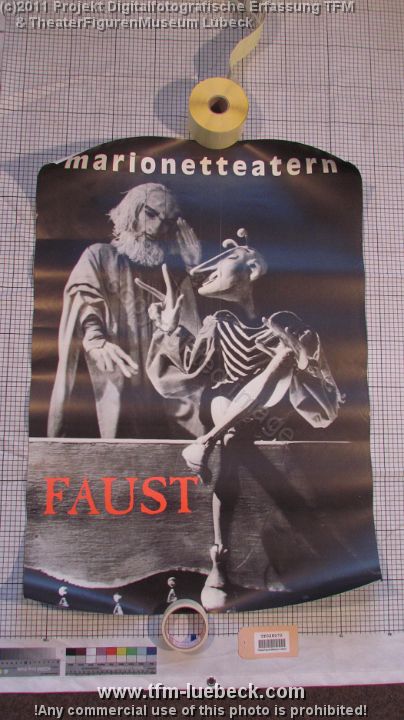 (c)2011 Projekt Digitalfotografische Erfassung TFM
& TheaterFigurenMuseum Lübeck
marionetteatern
FAUST
www.tfm-luebeck.com
!Any commercial use of this photo is prohibited!